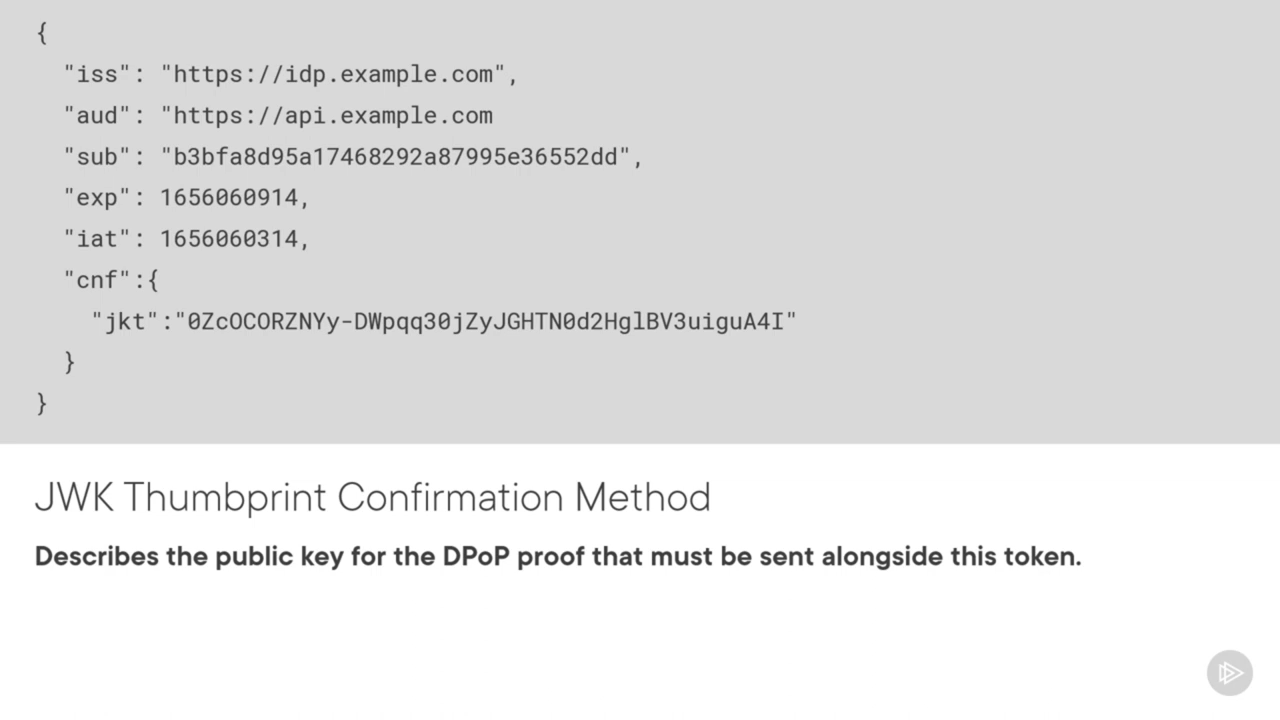 {
"iss": "https://idp.example.com",
"aud": "https://api.example.com
"sub": "b3bfa8d95a17468292a87995e36552dd",
"exp": 1656060914,
"iat": 1656060314,
"cnf":{
"jkt":"0ZcOCORZNYy-DWpqq30jZyJGHTN0d2HglBV3uiguA4I"
}
}
JWK Thumbprint Confirmation Method
Describes the public key for the DPoP proof that must be sent alongside this token.